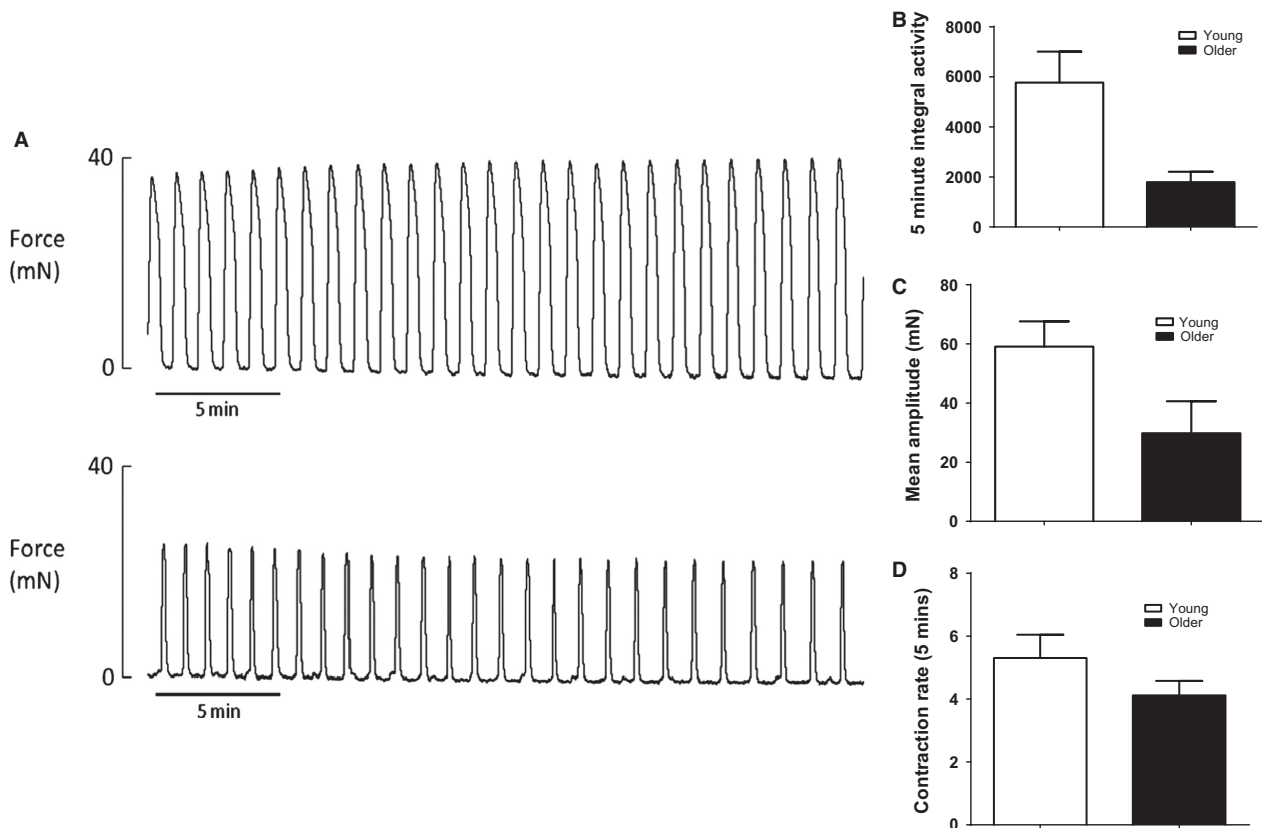 A
40
Force
(mN)
0
5 min
40
Force
(mN)
0
5 min
B
5 minute integral activity
8000
6000
4000
2000
0
Young
Older
C
Mean amplitude (mN)
80
60
40
20
0
Young
Older
D
Contraction rate (5 mins)
8
6
4
2
0
Young
Older